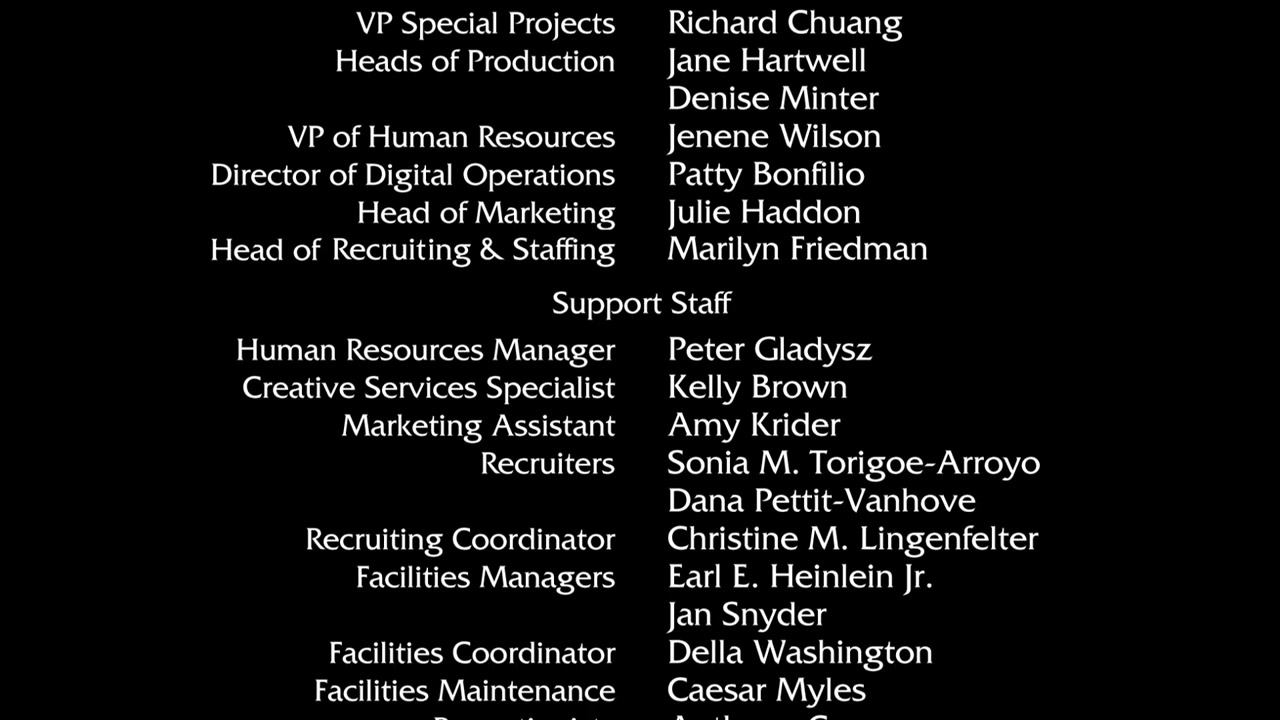 VP Special Projects Richard Chuang
Heads of Production Jane Hartwell
Denise Minter
VP of Human Resources Jenene Wilson
Director of Digital Operations Patty Bonfilio
Head of Marketing Julie Haddon
Head of Recruiting & Staffing Marilyn Friedman
Support Staff
Human Resources Manager Peter Gladysz
Creative Services Specialist Kelly Brown
Marketing Assistant Amy Krider
Recruiters Sonia M. Torigoe-Arroyo
Dana Pettit-Vanhove
Recruiting Coordinator Christine M. Lingenfelter
Facilities Managers Earl E. Heinlein Jr.
Jan Snyder
Facilities Coordinator Della Washington
Facilities Maintenance Caesar Myles